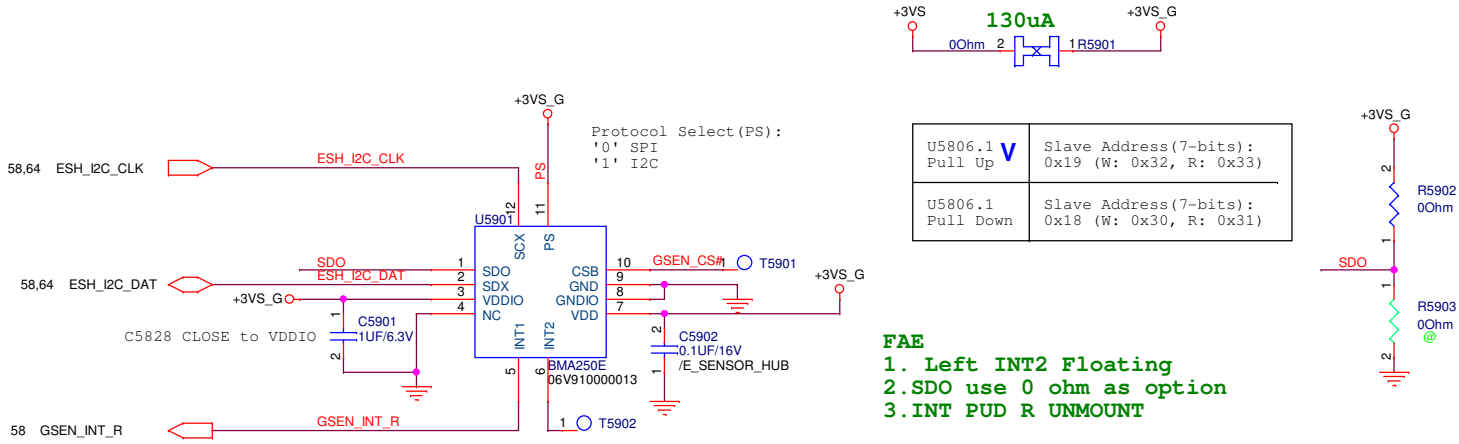 +3VS
130uA
+3VS_G
0Ohm 2 1 R5901
+3VS_G
Protocol Select(PS):
'0' SPI
'1' I2C
58,64 ESH_I2C_CLK
ESH_I2C_CLK
PS
12
11
U5901
SCX
PS
SDO
1 SDO
58,64 ESH_I2C_DAT
ESH_I2C_DAT
2 SDX
+3VS_G
3 VDDIO
4 NC
CSB 10 GSEN_CS# 1 T5901
GND 9
GNDIO 8
VDD 7
+3VS_G
C5828 CLOSE to VDDIO
1
C5901
1UF/6.3V
2
INT1
INT2
5
6
BMA250E
06V910000013
2
C5902
0.1UF/16V
1
/E_SENSOR_HUB
58 GSEN_INT_R
GSEN_INT_R
1 T5902
U5806.1
Pull Up V
Slave Address(7-bits):
0x19 (W: 0x32, R: 0x33)
U5806.1
Pull Down
Slave Address(7-bits):
0x18 (W: 0x30, R: 0x31)
+3VS_G
2
R5902
0Ohm
1
SDO
1
R5903
0Ohm
@
2
FAE
1. Left INT2 Floating
2.SDO use 0 ohm as option
3.INT PUD R UNMOUNT